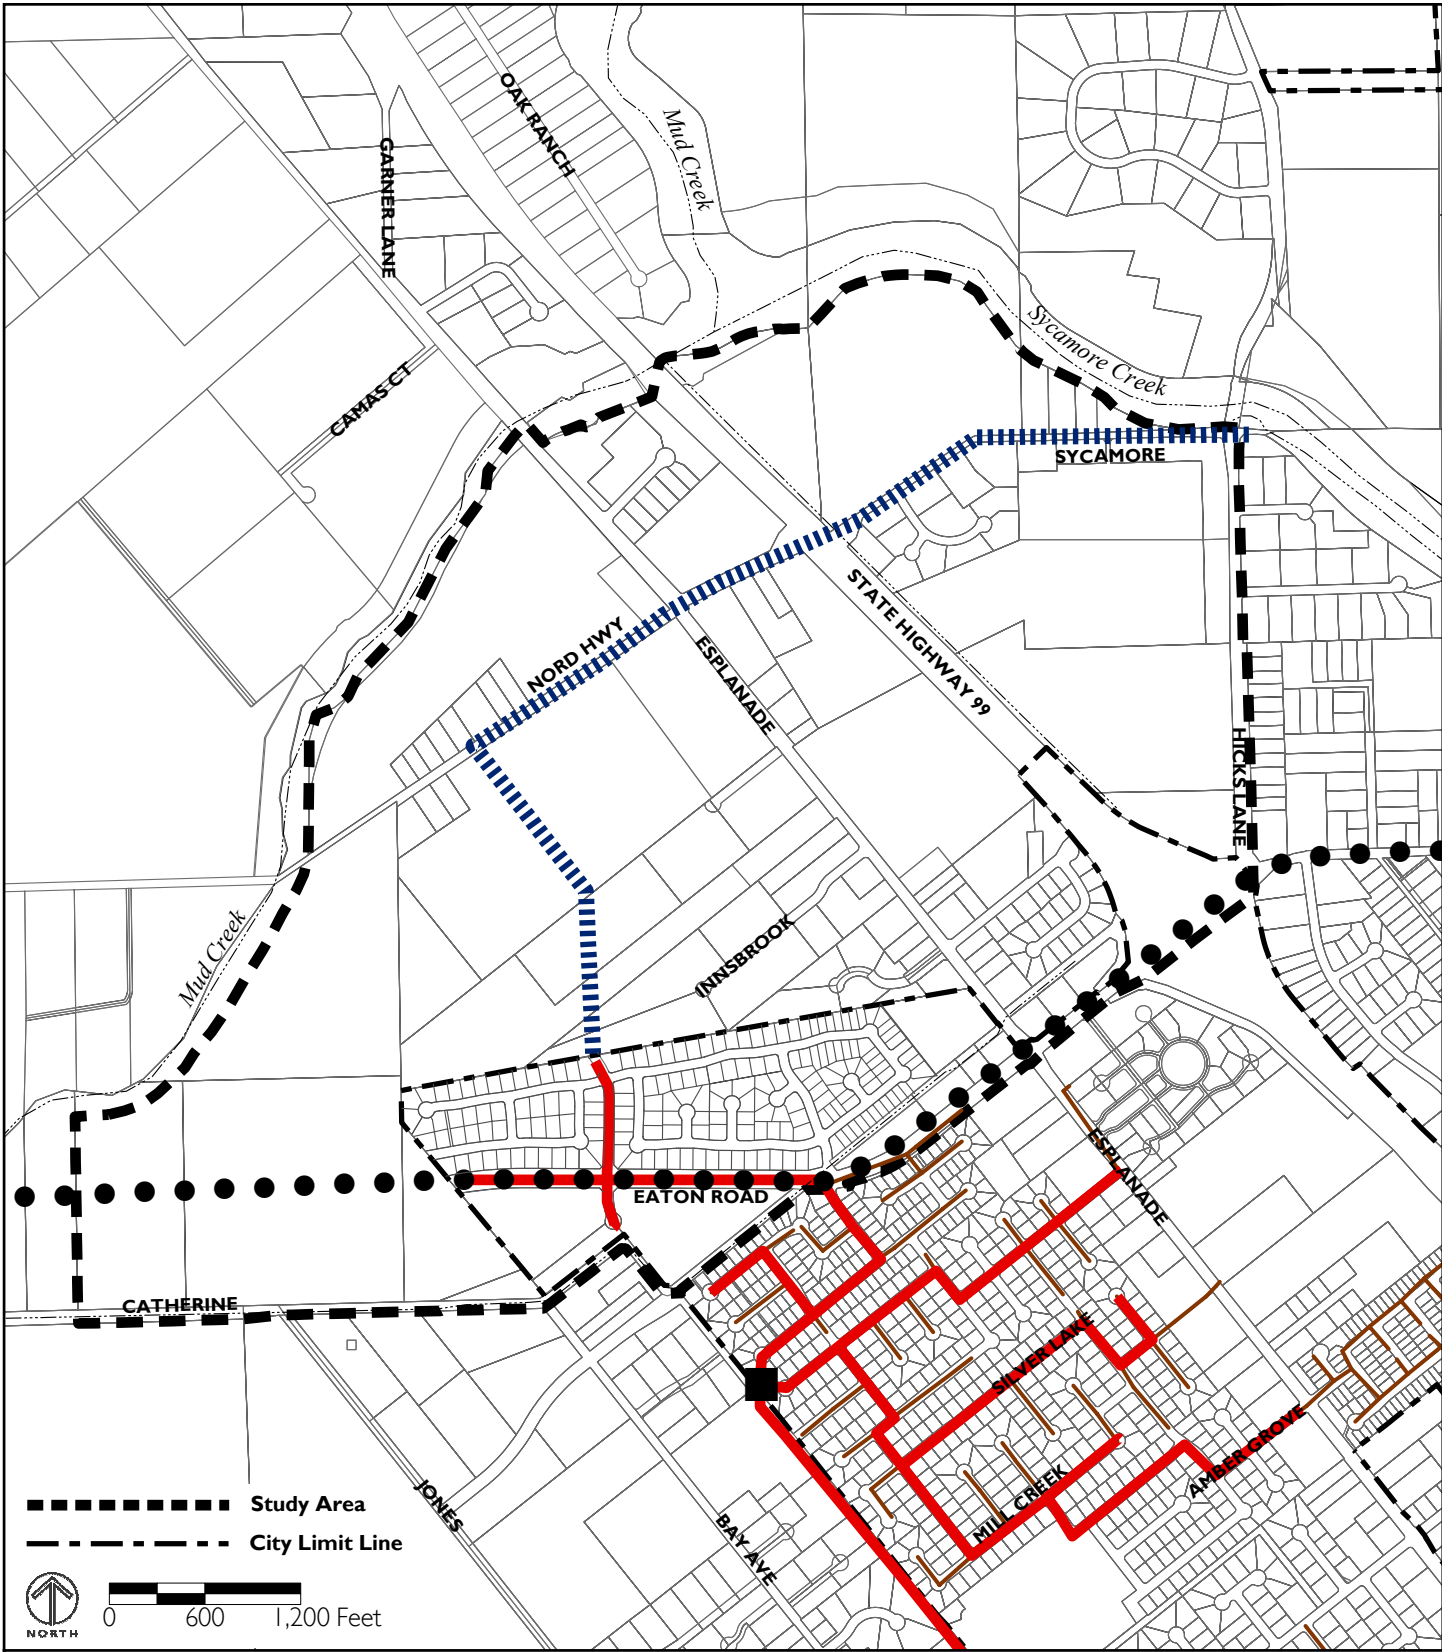 OAK RANCH
Mud Creek
GARNER LANE
Sycamore Creek
CAMAS CT
SYCAMORE
STATE HIGHWAY 99
NORD HWY
ESPLANADE
HICKS LANE
Mud Creek
INNSBROOK
ESPLANADE
EATON ROAD
CATHERINE
SILVER LAKE
AMBER GROVE
MILL CREEK
JONES
BAY AVE
Study Area
City Limit Line
NORTH
0 600 1,200 Feet